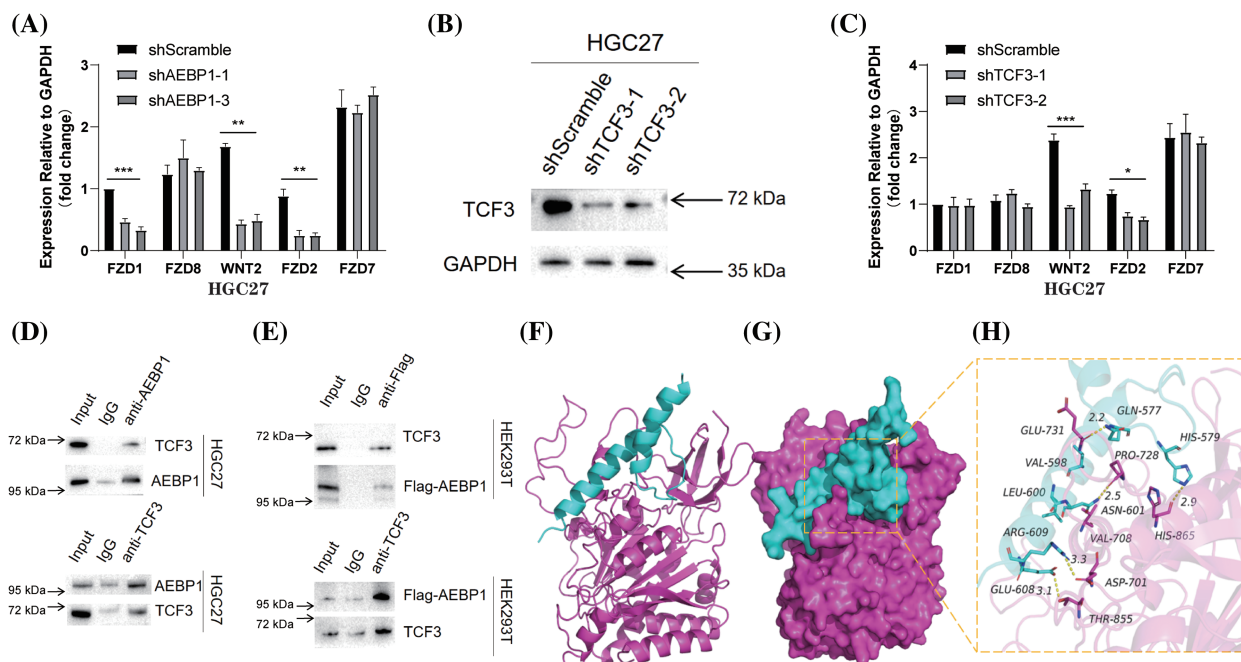 (A)
Expression Relative to GAPDH
(fold change)
shScramble
shAEBP1-1
shAEBP1-3
3
2
1
0
***
**
**
FZD1 FZD8 WNT2 FZD2 FZD7
HGC27
(B)
HGC27
shScramble
shTCF3-1
shTCF3-2
TCF3
72 kDa
GAPDH
35 kDa
(C)
Expression Relative to GAPDH
(fold change)
shScramble
shTCF3-1
shTCF3-2
4
3
2
1
0
***
*
FZD1 FZD8 WNT2 FZD2 FZD7
HGC27
(D)
Input
IgG
anti-AEBP1
72 kDa
TCF3
AEBP1
95 kDa
HGC27
Input
IgG
anti-TCF3
AEBP1
95 kDa
72 kDa
TCF3
HGC27
(E)
Input
IgG
anti-Flag
72 kDa
TCF3
Flag-AEBP1
95 kDa
HEK293T
Input
IgG
anti-TCF3
Flag-AEBP1
95 kDa
72 kDa
TCF3
HEK293T
(F)
(G)
(H)
2.2
GLN-577
GLU-731
HIS-579
VAL-598
PRO-728
LEU-600
2.5
ASN-601
2.9
ARG-609
VAL-708
HIS-865
3.3
ASP-701
GLU-608
3.1
THR-855